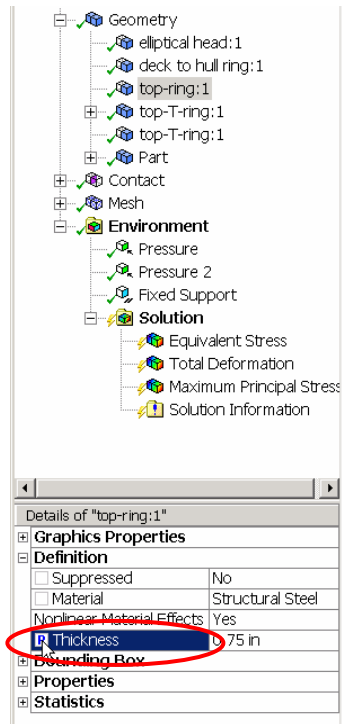 Geometry
elliptical head:1
deck to hull ring:1
top-ring:1
top-T-ring:1
top-T-ring:1
Part
Contact
Mesh
Environment
Pressure
Pressure 2
Fixed Support
Solution
Equivalent Stress
Total Deformation
Maximum Principal Stress
Solution Information
Details of "top-ring:1"
Graphics Properties
Definition
Suppressed No
Material Structural Steel
Nonlinear Material Effects Yes
P Thickness 0.75 in
Bounding Box
Properties
Statistics